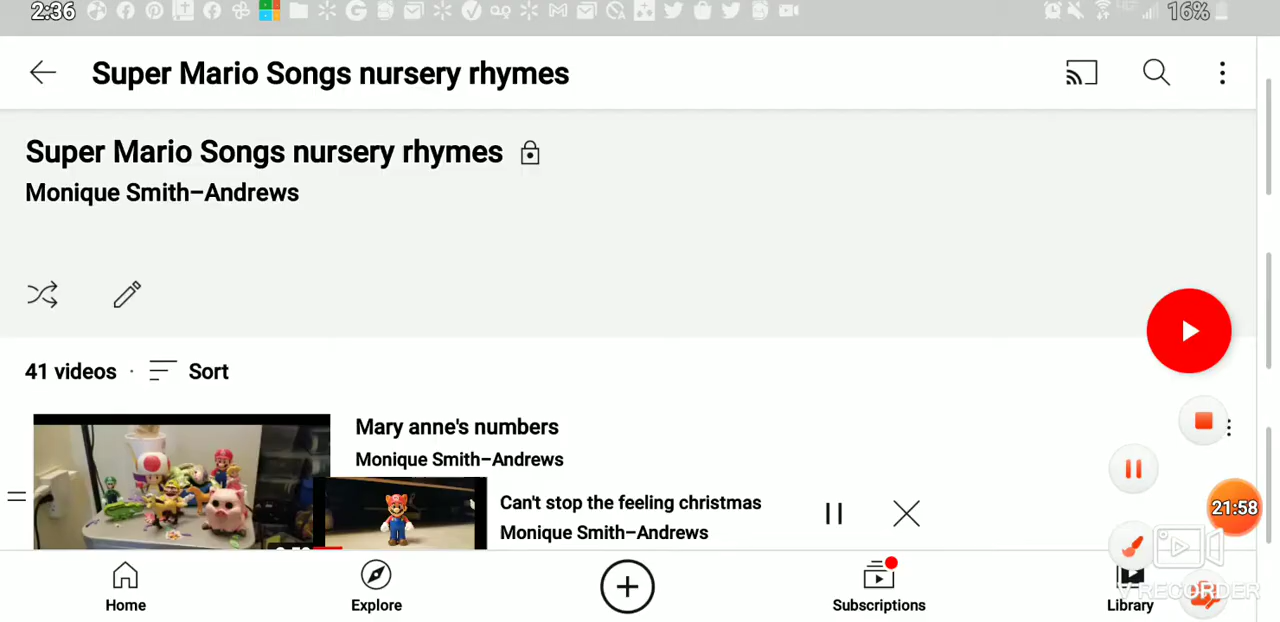 2:36
16%
Super Mario Songs nursery rhymes
Super Mario Songs nursery rhymes
Monique Smith-Andrews
41 videos · Sort
Mary anne's numbers
Monique Smith-Andrews
Can't stop the feeling christmas
Monique Smith-Andrews
21:58
Home
Explore
Subscriptions
Library
V RECORDER